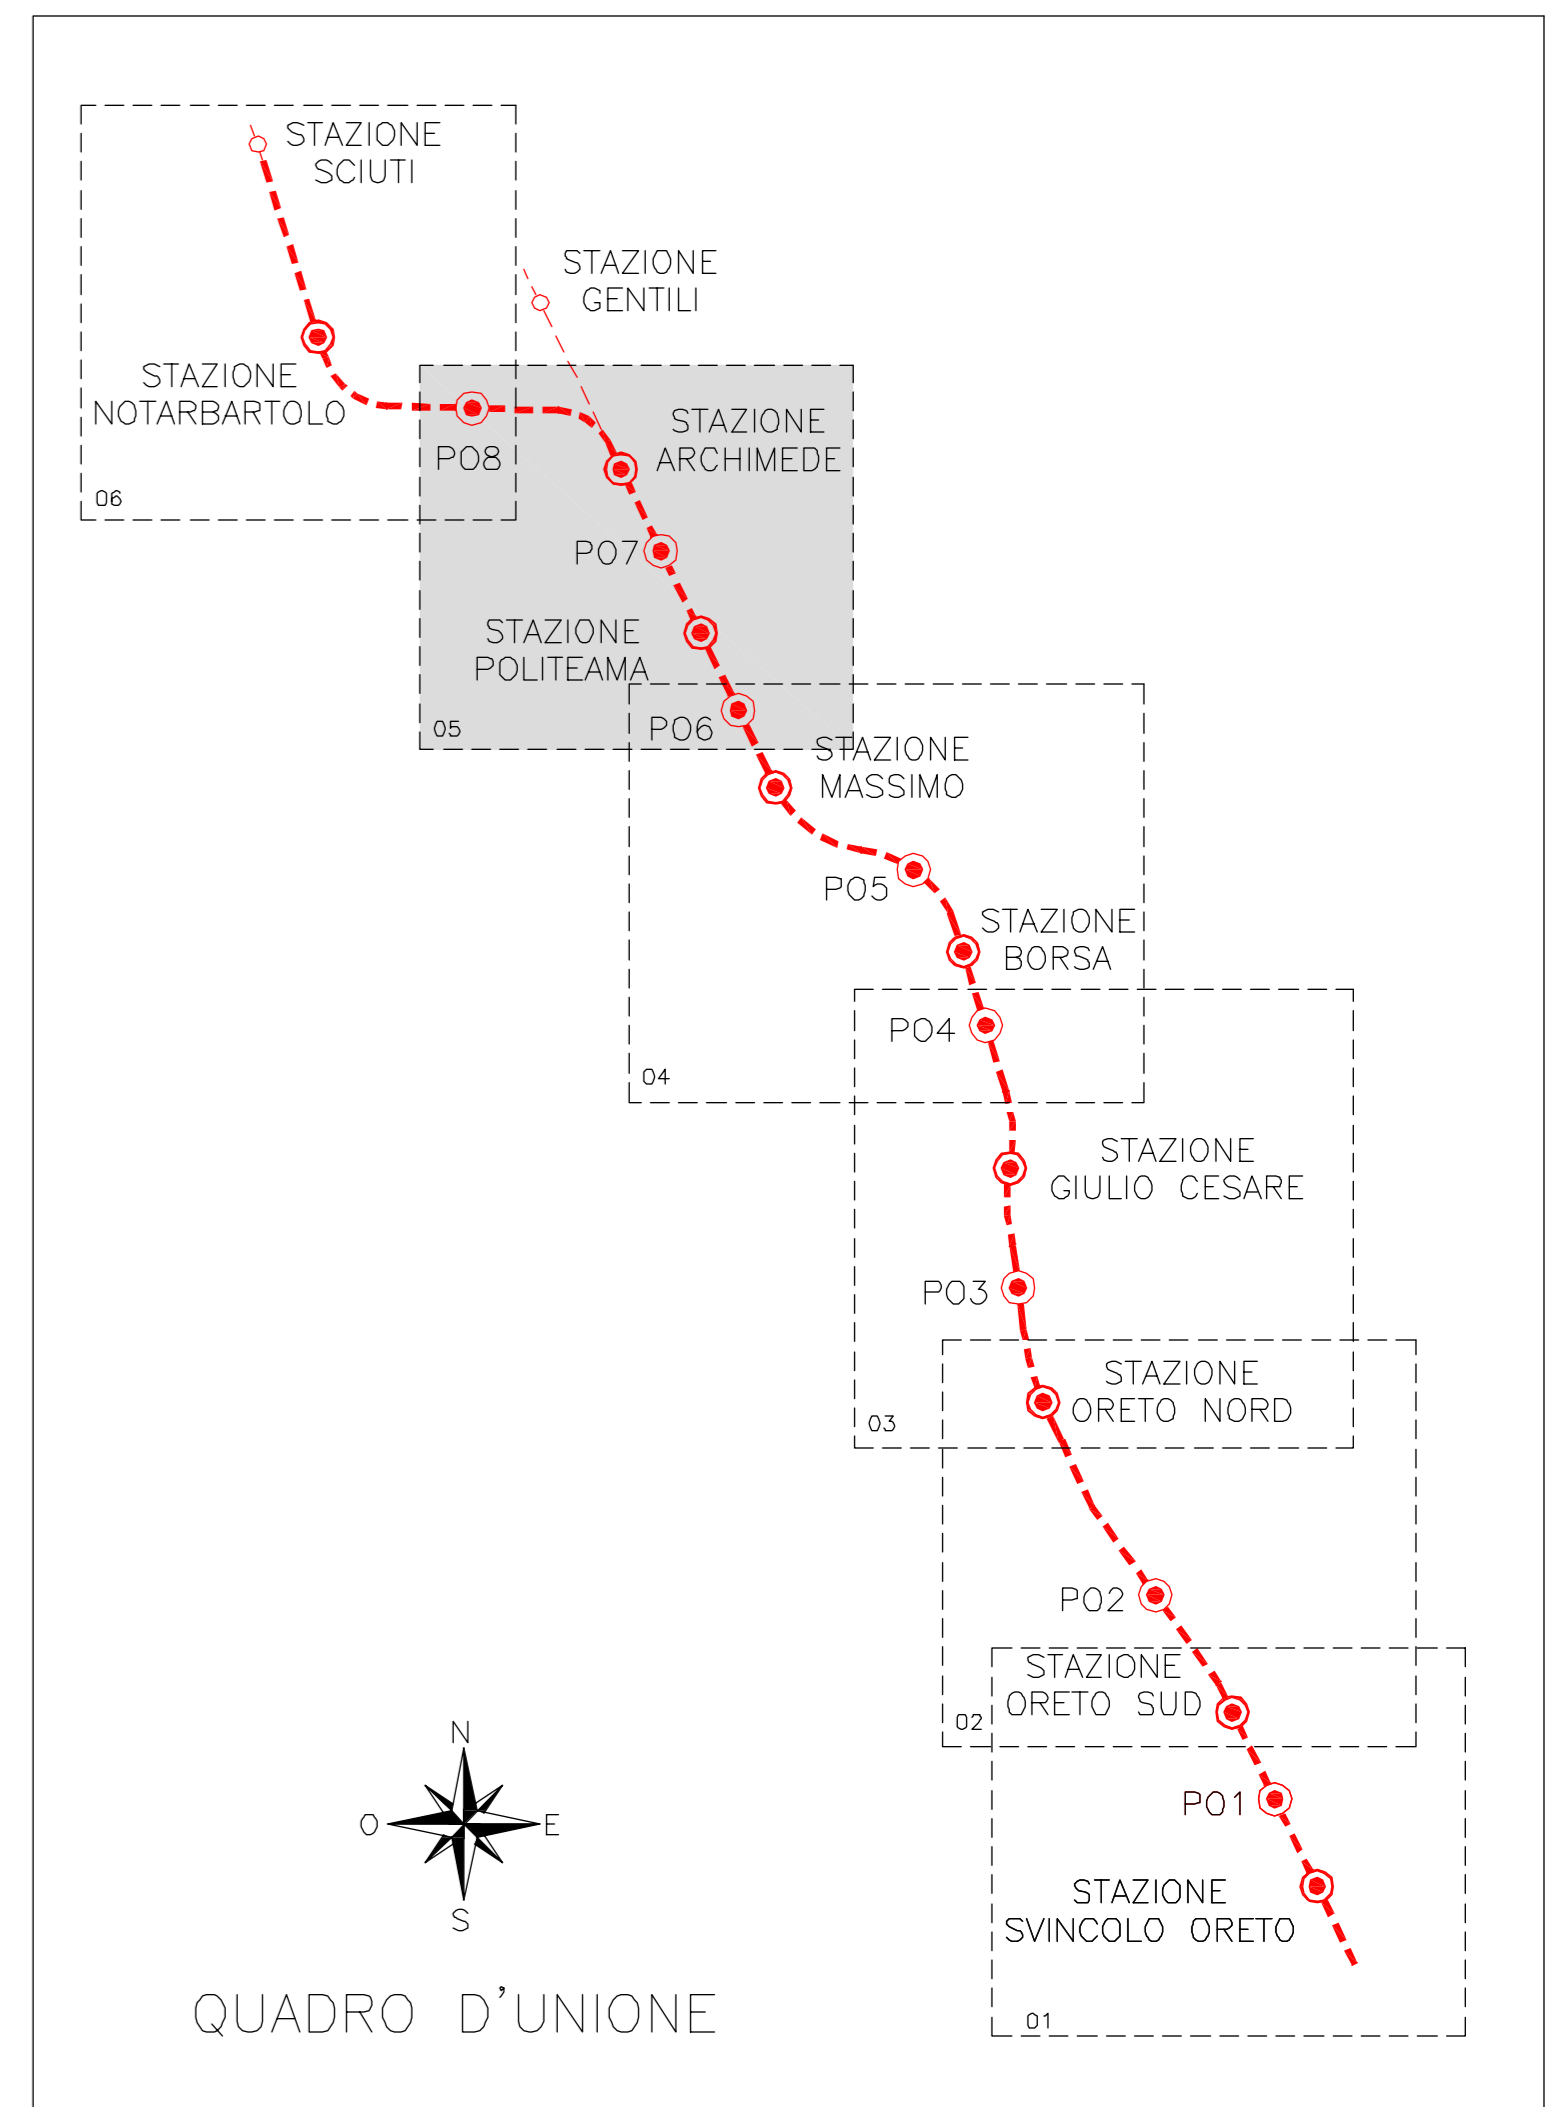 STAZIONE
SCIUTI
STAZIONE
GENTILI
STAZIONE
NOTARBARTOLO
STAZIONE
ARCHIMEDE
P08
06
P07
STAZIONE
POLITEAMA
P06
05
STAZIONE
MASSIMO
P05
STAZIONE
BORSA
P04
04
STAZIONE
GIULIO CESARE
P03
STAZIONE
ORETO NORD
03
P02
STAZIONE
ORETO SUD
02
P01
STAZIONE
SVINCOLO ORETO
01
N
O
E
S
QUADRO D'UNIONE